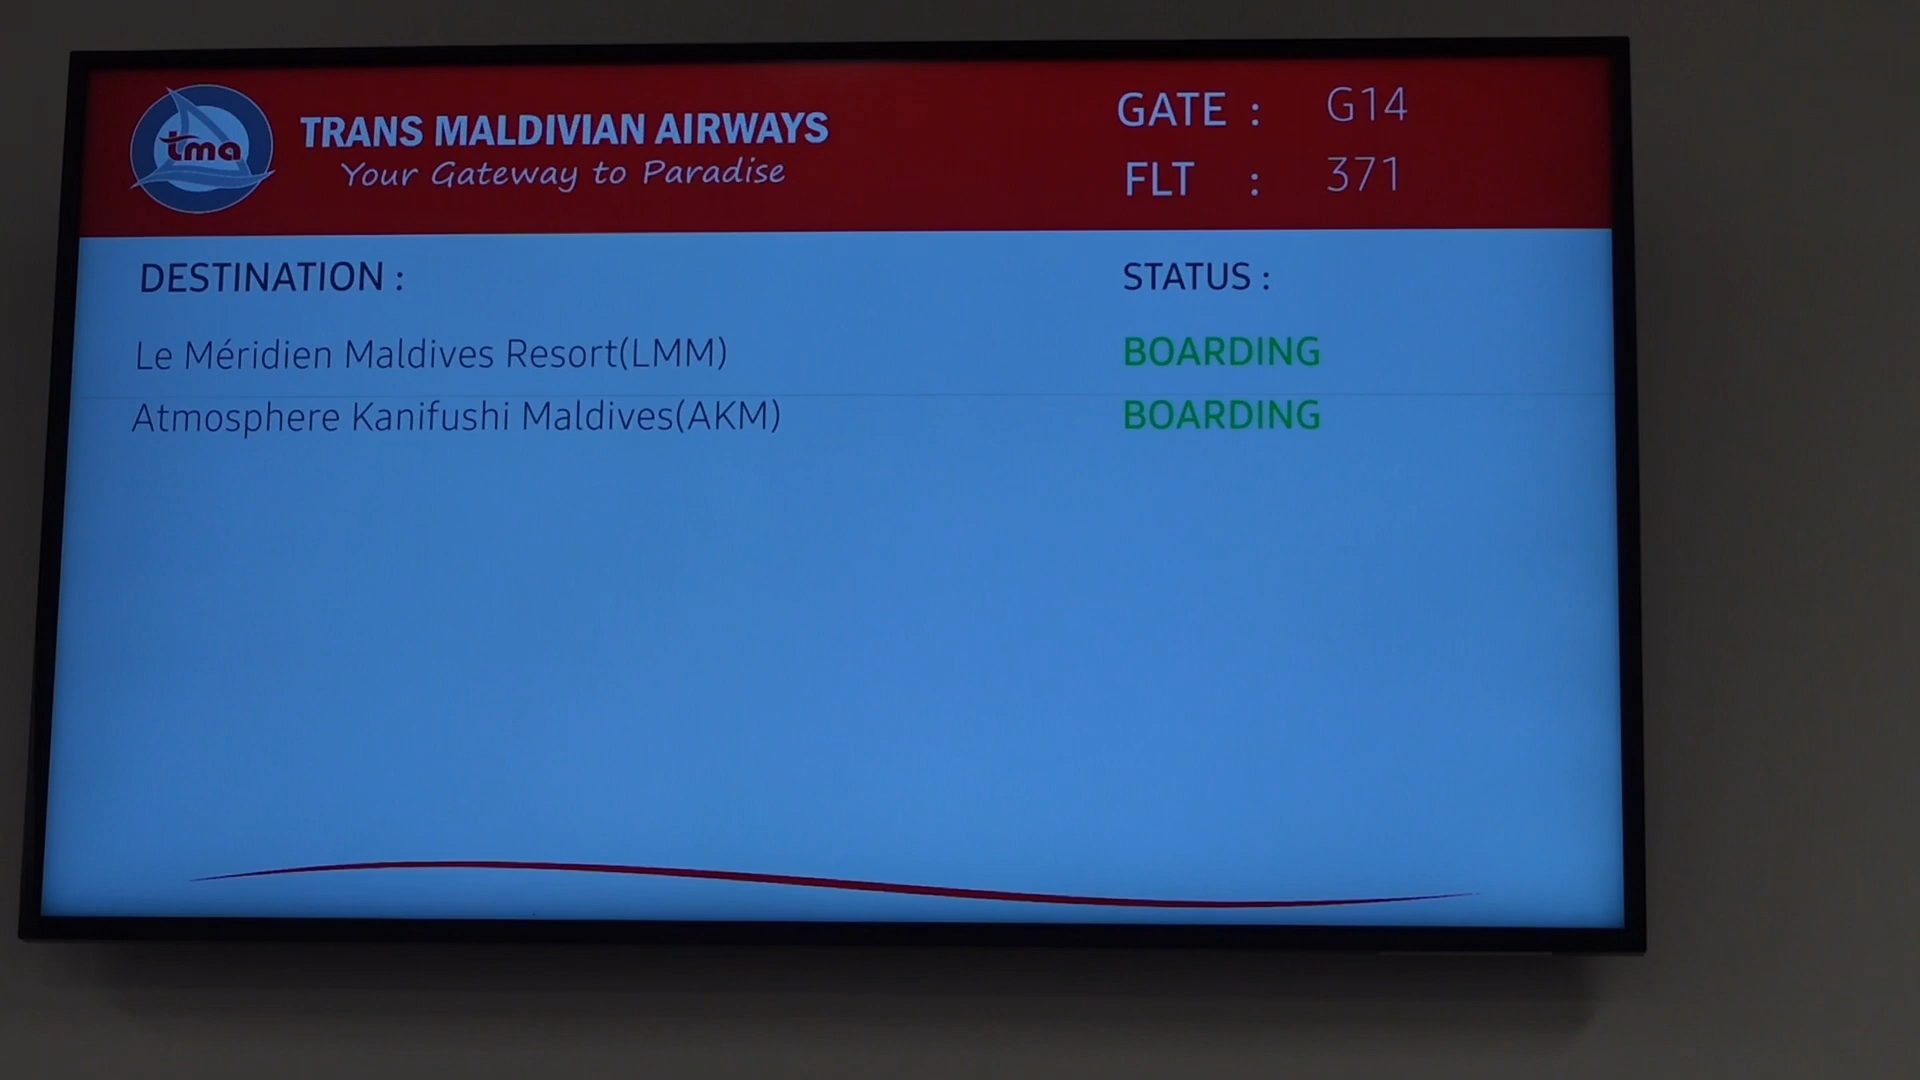 tma
TRANS MALDIVIAN AIRWAYS
Your Gateway to Paradise
GATE : G14
FLT : 371
DESTINATION : STATUS :
Le Méridien Maldives Resort(LMM) BOARDING
Atmosphere Kanifushi Maldives(AKM) BOARDING